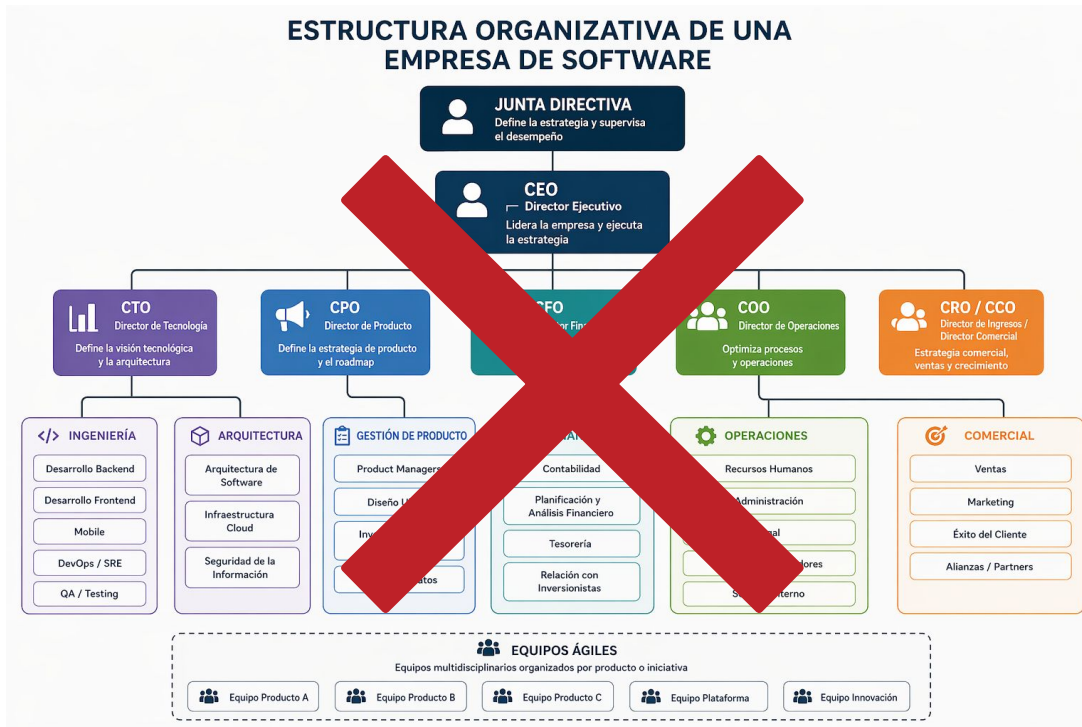 ESTRUCTURA ORGANIZATIVA DE UNA
EMPRESA DE SOFTWARE
JUNTA DIRECTIVA
Define la estrategia y supervisa
el desempeño
CEO
Director Ejecutivo
Lidera la empresa y ejecuta
la estrategia
CTO
Director de Tecnología
Define la visión tecnológica
y la arquitectura
CPO
Director de Producto
Define la estrategia de producto
y el roadmap
CFO
COO
Director de Operaciones
Optimiza procesos
y operaciones
CRO / CCO
Director de Ingresos /
Director Comercial
Estrategia comercial,
ventas y crecimiento
</> INGENIERÍA
Desarrollo Backend
Desarrollo Frontend
Mobile
DevOps / SRE
QA / Testing
ARQUITECTURA
Arquitectura de
Software
Infraestructura
Cloud
Seguridad de la
Información
GESTIÓN DE PRODUCTO
Product Managers
Diseño
Contabilidad
Planificación y
Análisis Financiero
Tesorería
Relación con
Inversionistas
OPERACIONES
Recursos Humanos
Administración
COMERCIAL
Ventas
Marketing
Éxito del Cliente
Alianzas / Partners
EQUIPOS ÁGILES
Equipos multidisciplinarios organizados por producto o iniciativa
Equipo Producto A
Equipo Producto B
Equipo Producto C
Equipo Plataforma
Equipo Innovación